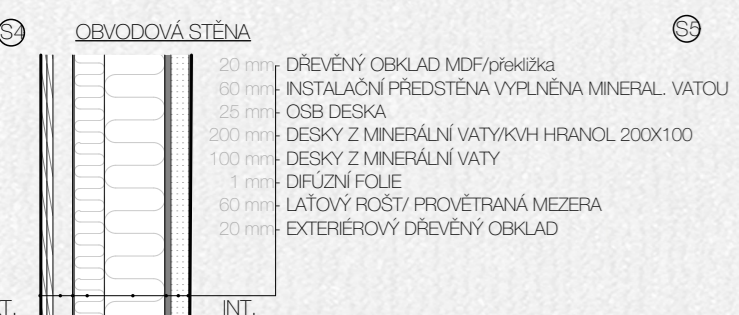 S4 OBVODOVÁ STĚNA S5
20 mm DŘEVĚNÝ OBKLAD MDF/překližka
60 mm INSTALAČNÍ PŘEDSTĚNA VYPLNĚNA MINERAL. VATOU
25 mm OSB DESKA
200 mm DESKY Z MINERÁLNÍ VATY/KVH HRANOL 200X100
100 mm DESKY Z MINERÁLNÍ VATY
1 mm DIFÚZNÍ FOLIE
60 mm LAŤOVÝ ROŠT/ PROVĚTRANÁ MEZERA
20 mm EXTERIÉROVÝ DŘEVĚNÝ OBKLAD
INT.